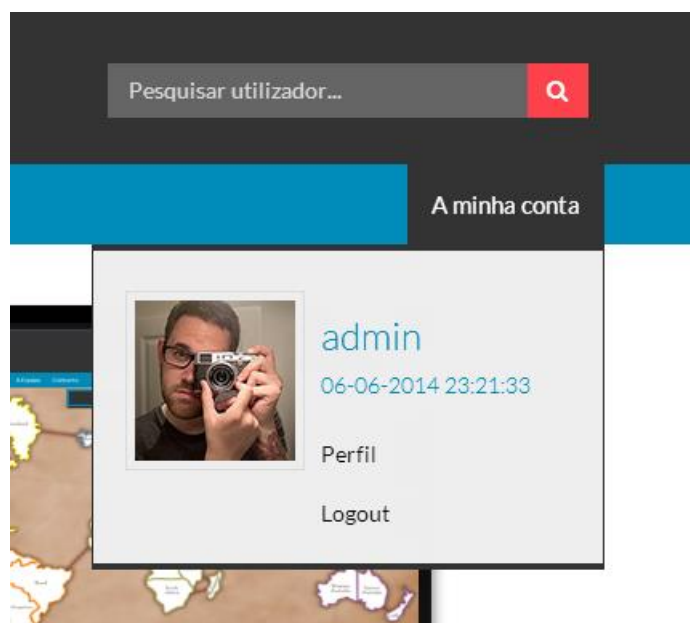 Pesquisar utilizador...
A minha conta
admin
06-06-2014 23:21:33
Perfil
Logout